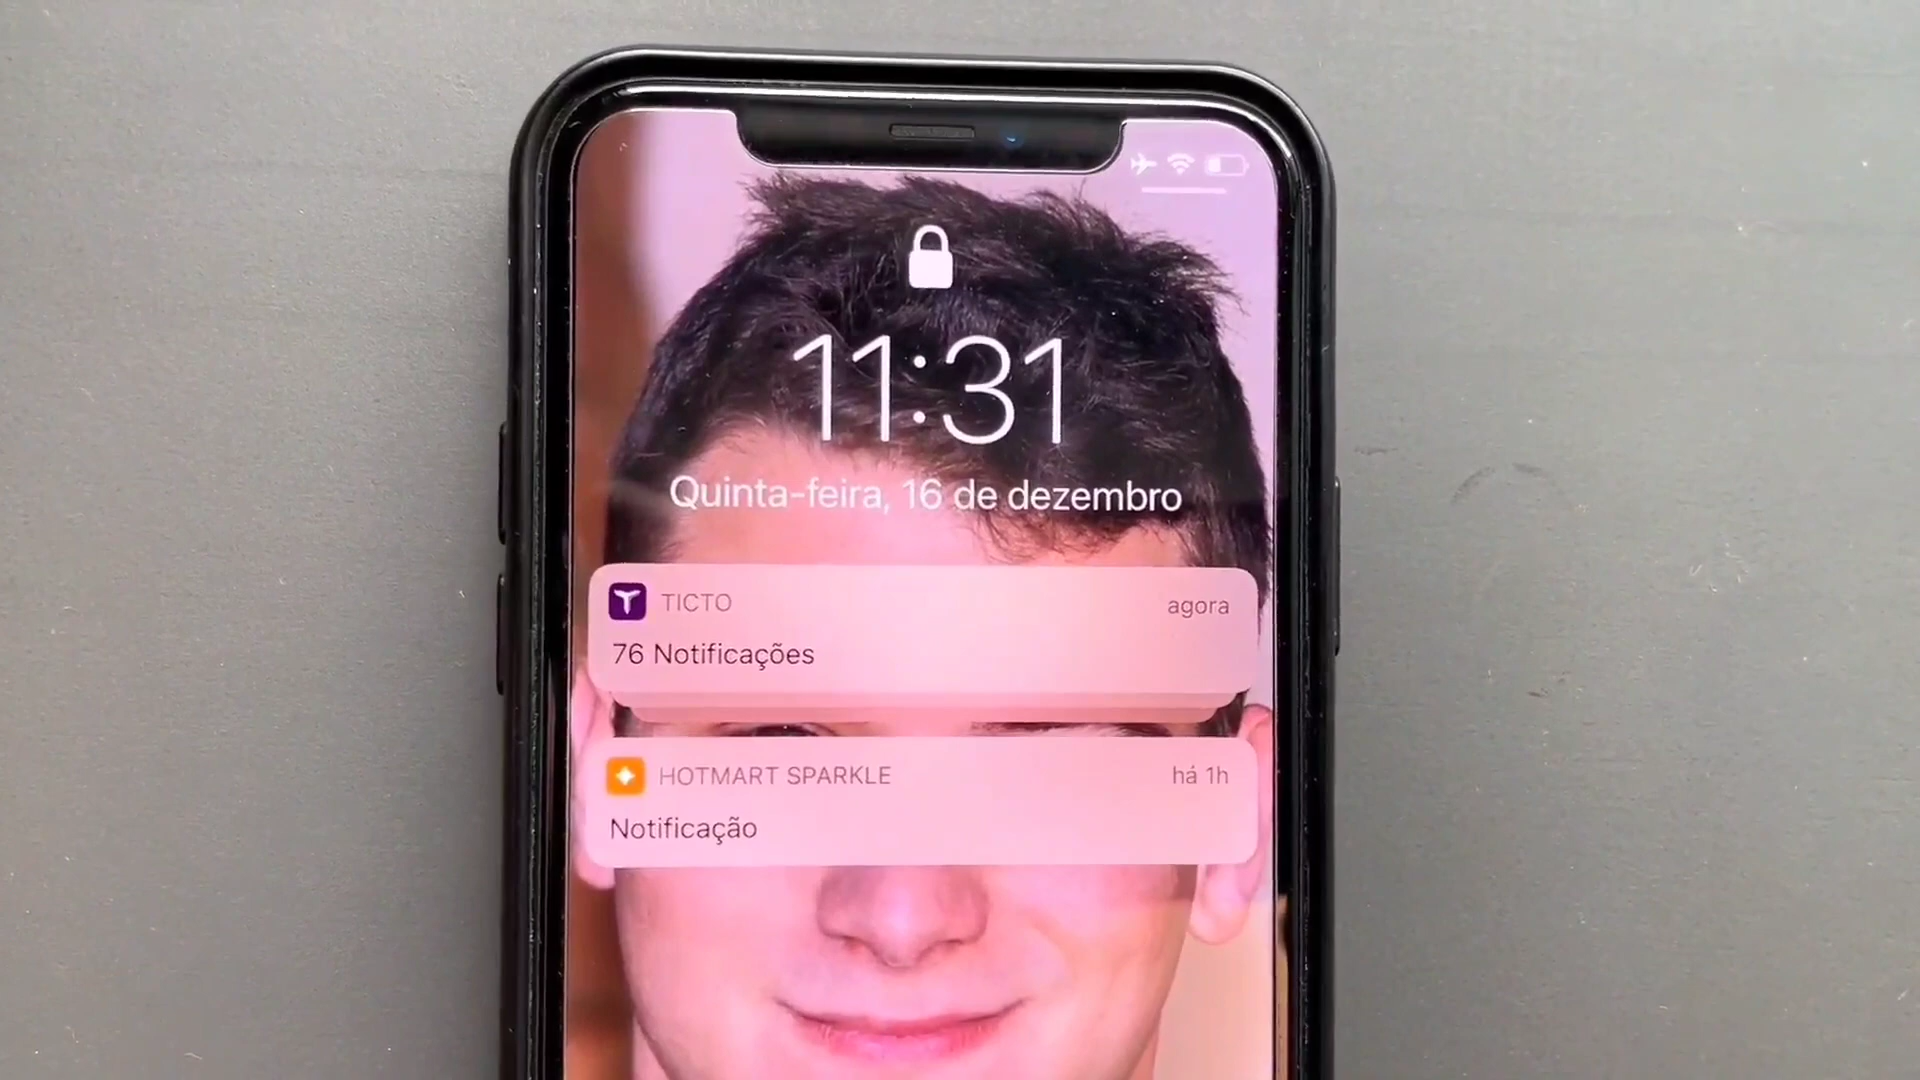 11:31
Quinta-feira, 16 de dezembro
TICTO
agora
76 Notificações
HOTMART SPARKLE
há 1h
Notificação